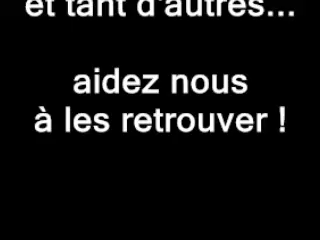 et tant d'autres...
aidez nous
à les retrouver !